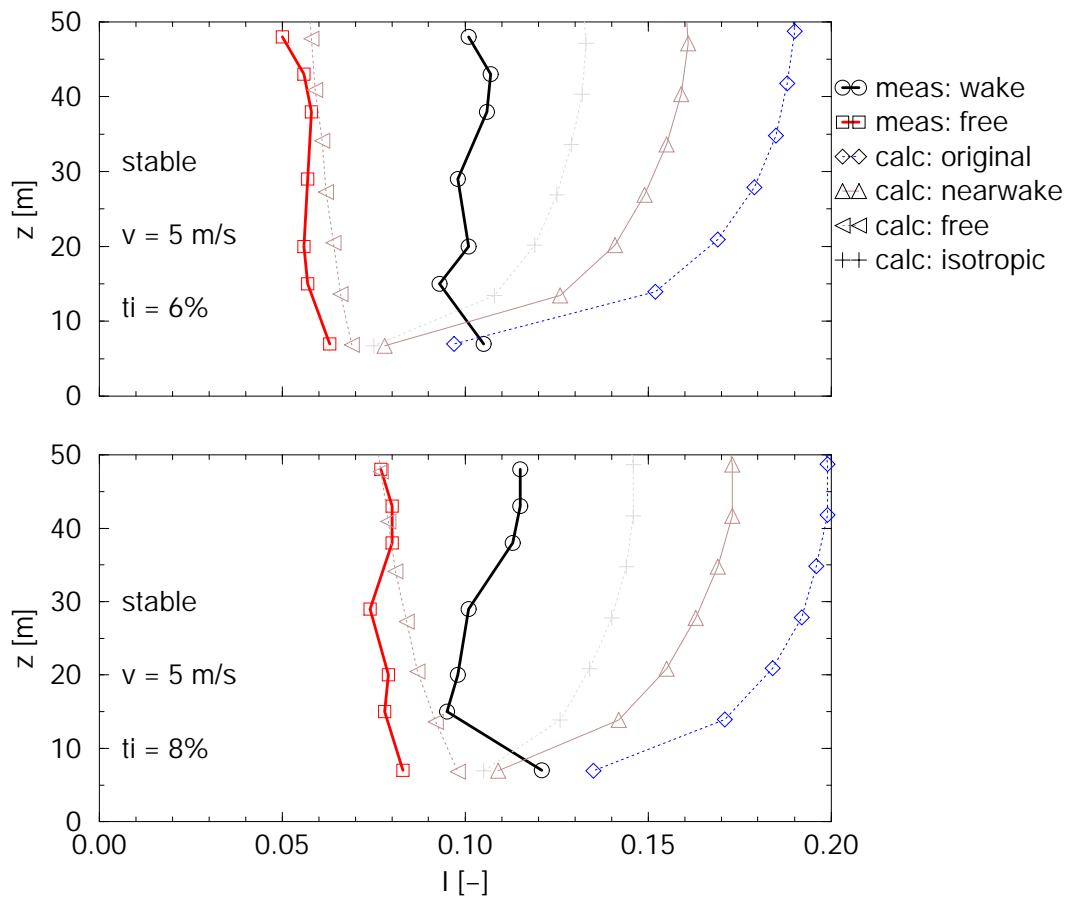 50
40
30
20
10
0
z [m]
stable
v = 5 m/s
ti = 6%
meas: wake
meas: free
calc: original
calc: nearwake
calc: free
calc: isotropic
50
40
30
20
10
0
z [m]
stable
v = 5 m/s
ti = 8%
0.00 0.05 0.10 0.15 0.20
I [–]